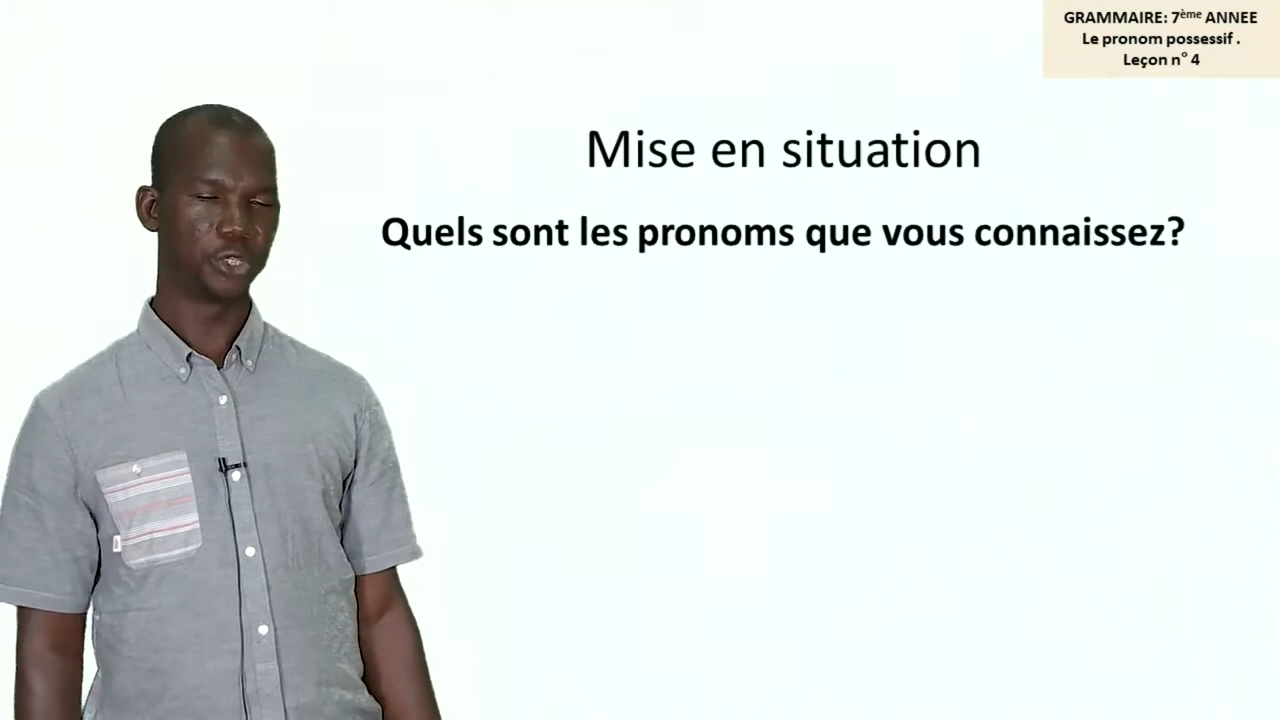 GRAMMAIRE: 7ème ANNEE
Le pronom possessif .
Leçon n° 4
Mise en situation
Quels sont les pronoms que vous connaissez?